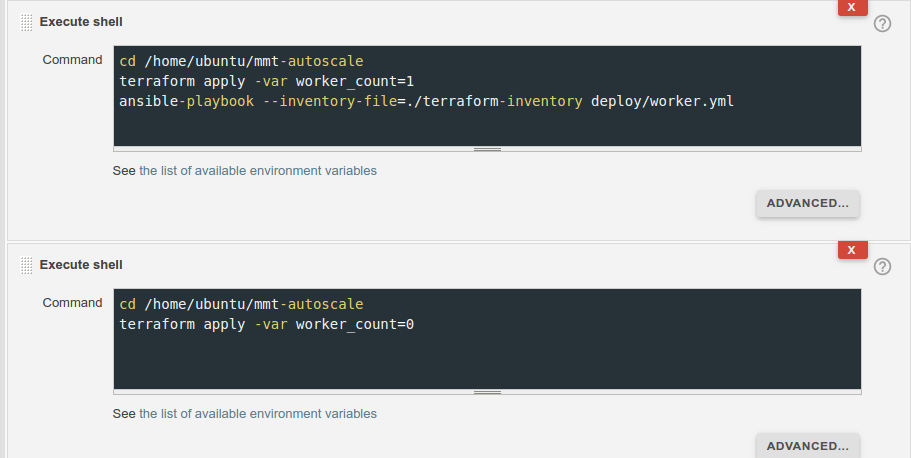 X
Execute shell
Command
cd /home/ubuntu/mmt-autoscale
terraform apply -var worker_count=1
ansible-playbook --inventory-file=./terraform-inventory deploy/worker.yml
See the list of available environment variables
ADVANCED...
X
Execute shell
Command
cd /home/ubuntu/mmt-autoscale
terraform apply -var worker_count=0
See the list of available environment variables
ADVANCED...